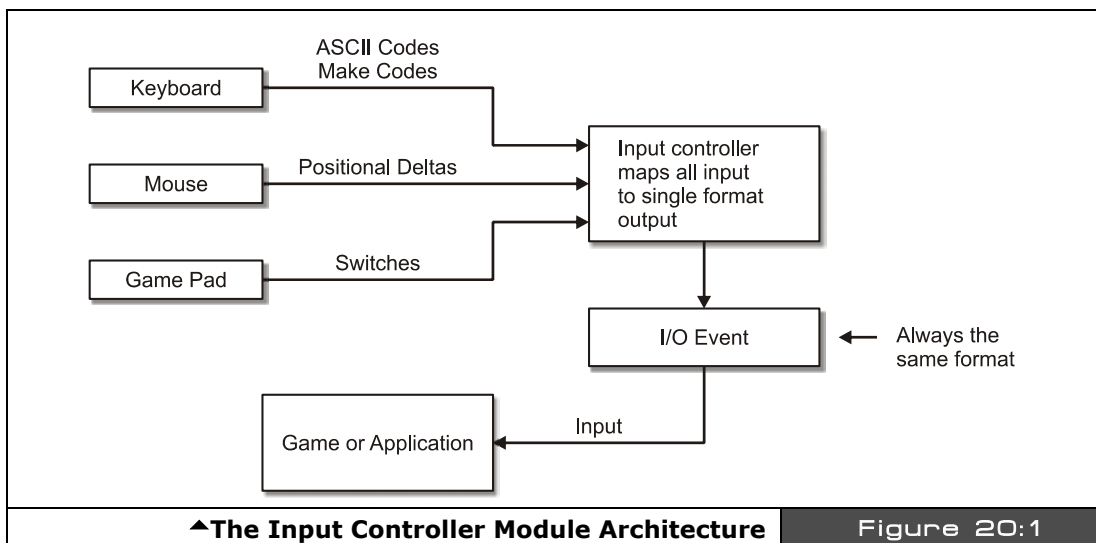 ASCII Codes
Make Codes
Keyboard
Positional Deltas
Mouse
Switches
Game Pad
Input controller
maps all input
to single format
output
I/O Event
Always the
same format
Input
Game or Application
▲The Input Controller Module Architecture
Figure 20:1